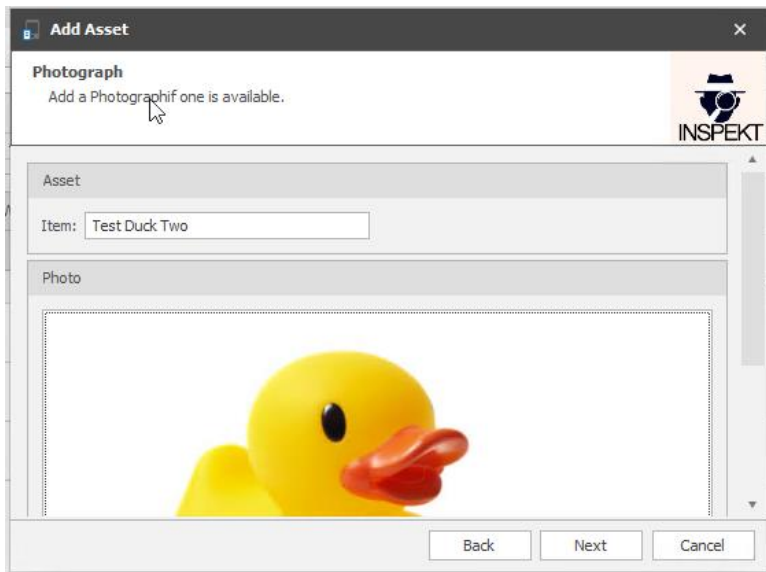 Add Asset
Photograph
Add a Photographif one is available.
INSPEKT
Asset
Item: Test Duck Two
Photo
Back Next Cancel